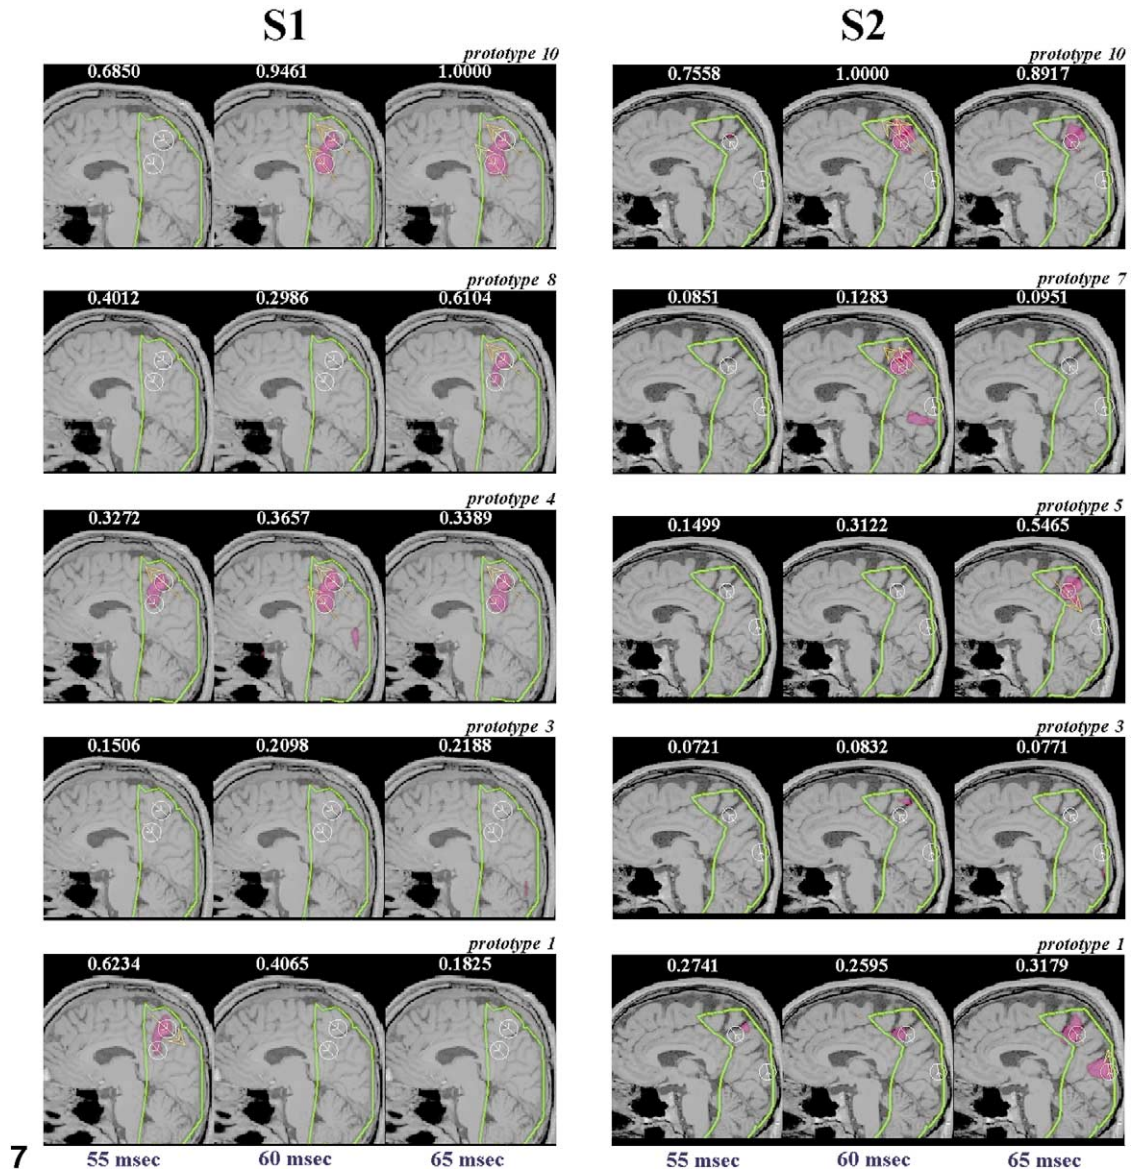 S1
prototype 10
0.6850 0.9461 1.0000
prototype 8
0.4012 0.2986 0.6104
prototype 4
0.3272 0.3657 0.3389
prototype 3
0.1506 0.2098 0.2188
prototype 1
0.6234 0.4065 0.1825
55 msec 60 msec 65 msec
S2
prototype 10
0.7558 1.0000 0.8917
prototype 7
0.0851 0.1283 0.0951
prototype 5
0.1499 0.3122 0.5465
prototype 3
0.0721 0.0832 0.0771
prototype 1
0.2741 0.2595 0.3179
55 msec 60 msec 65 msec
7